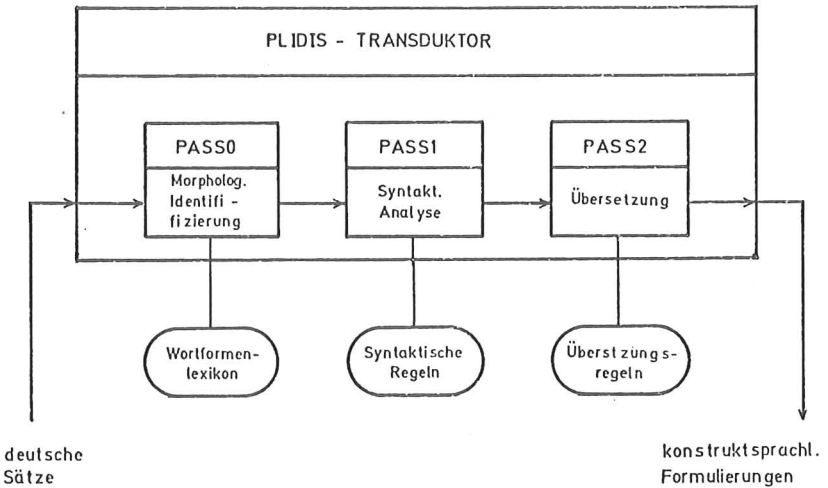 PLIDIS - TRANSDUKTOR
PASS0
Morpholog.
Identifi -
fizierung
PASS1
Syntakt.
Analyse
PASS2
Übersetzung
Wortformen-
lexikon
Syntaktische
Regeln
Überstzungs-
regeln
deutsche
Sätze
konstruktsprachl.
Formulierungen